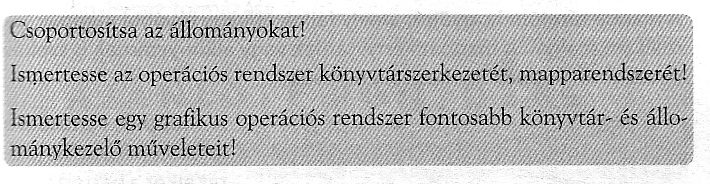 Csoportosítsa az állományokat!
Ismertesse az operációs rendszer könyvtárszerkezetét, mapparendszerét!
Ismertesse egy grafikus operációs rendszer fontosabb könyvtár- és állo-
mánykezelő műveleteit!